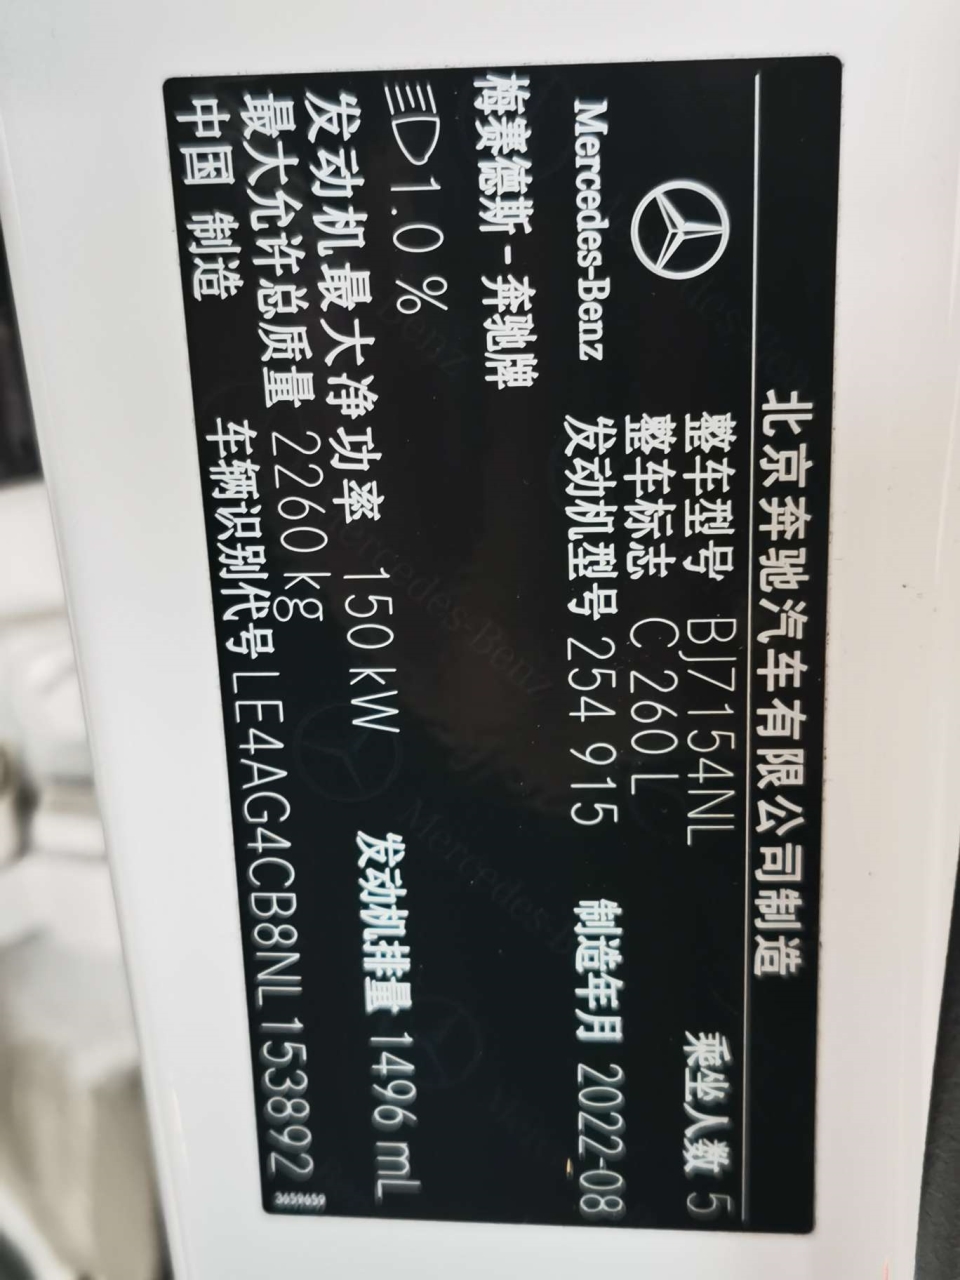 北京奔驰汽车有限公司制造
Mercedes-Benz
梅赛德斯-奔驰牌
整车型号 BJ7154NL 乘坐人数 5
整车标志 C 260 L
发动机型号 254 915 制造年月 2022-08
1.0 %
发动机最大净功率 150 kW 发动机排量 1496 mL
最大允许总质量 2260 kg
中国 制造 车辆识别代号 LE4AG4CB8NL153892
3659659